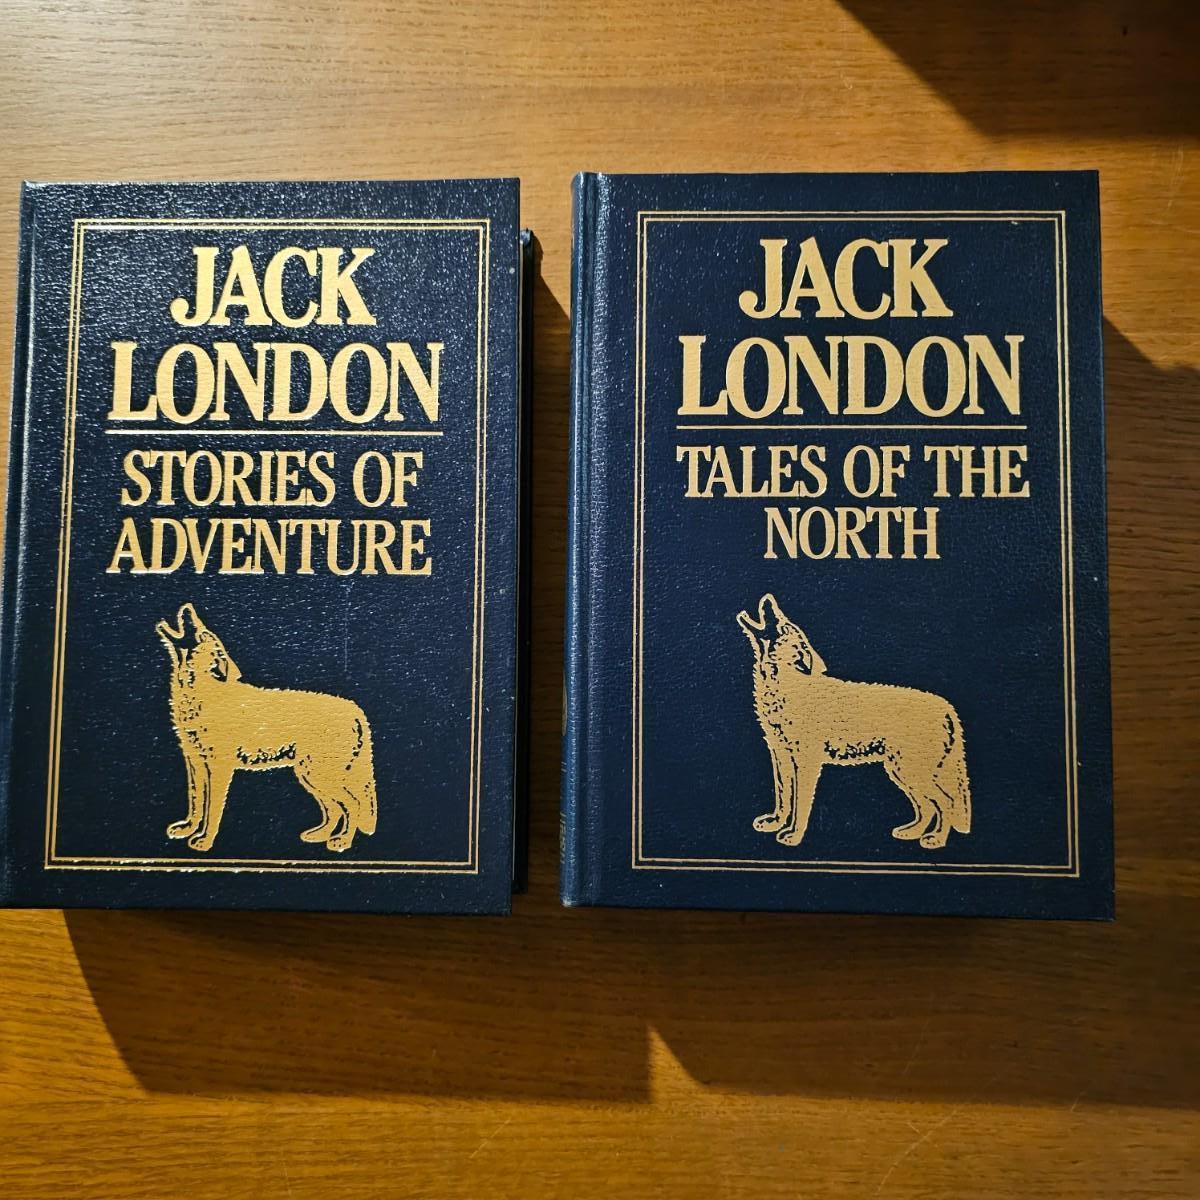 JACK
LONDON
STORIES OF
ADVENTURE
JACK
LONDON
TALES OF THE
NORTH